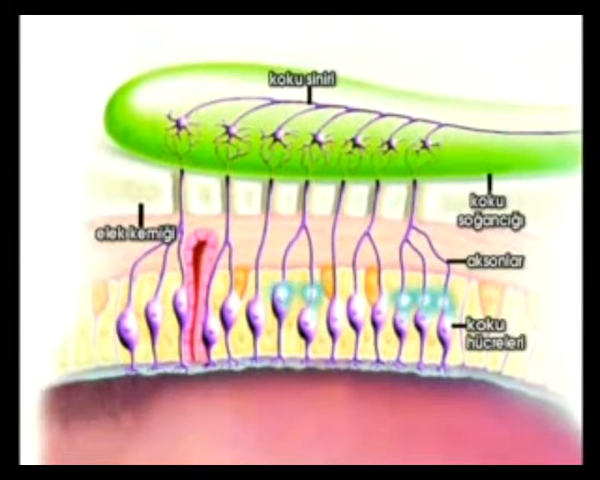 koku siniri
koku
soğancığı
elek kemiği
aksonlar
koku
hücreleri